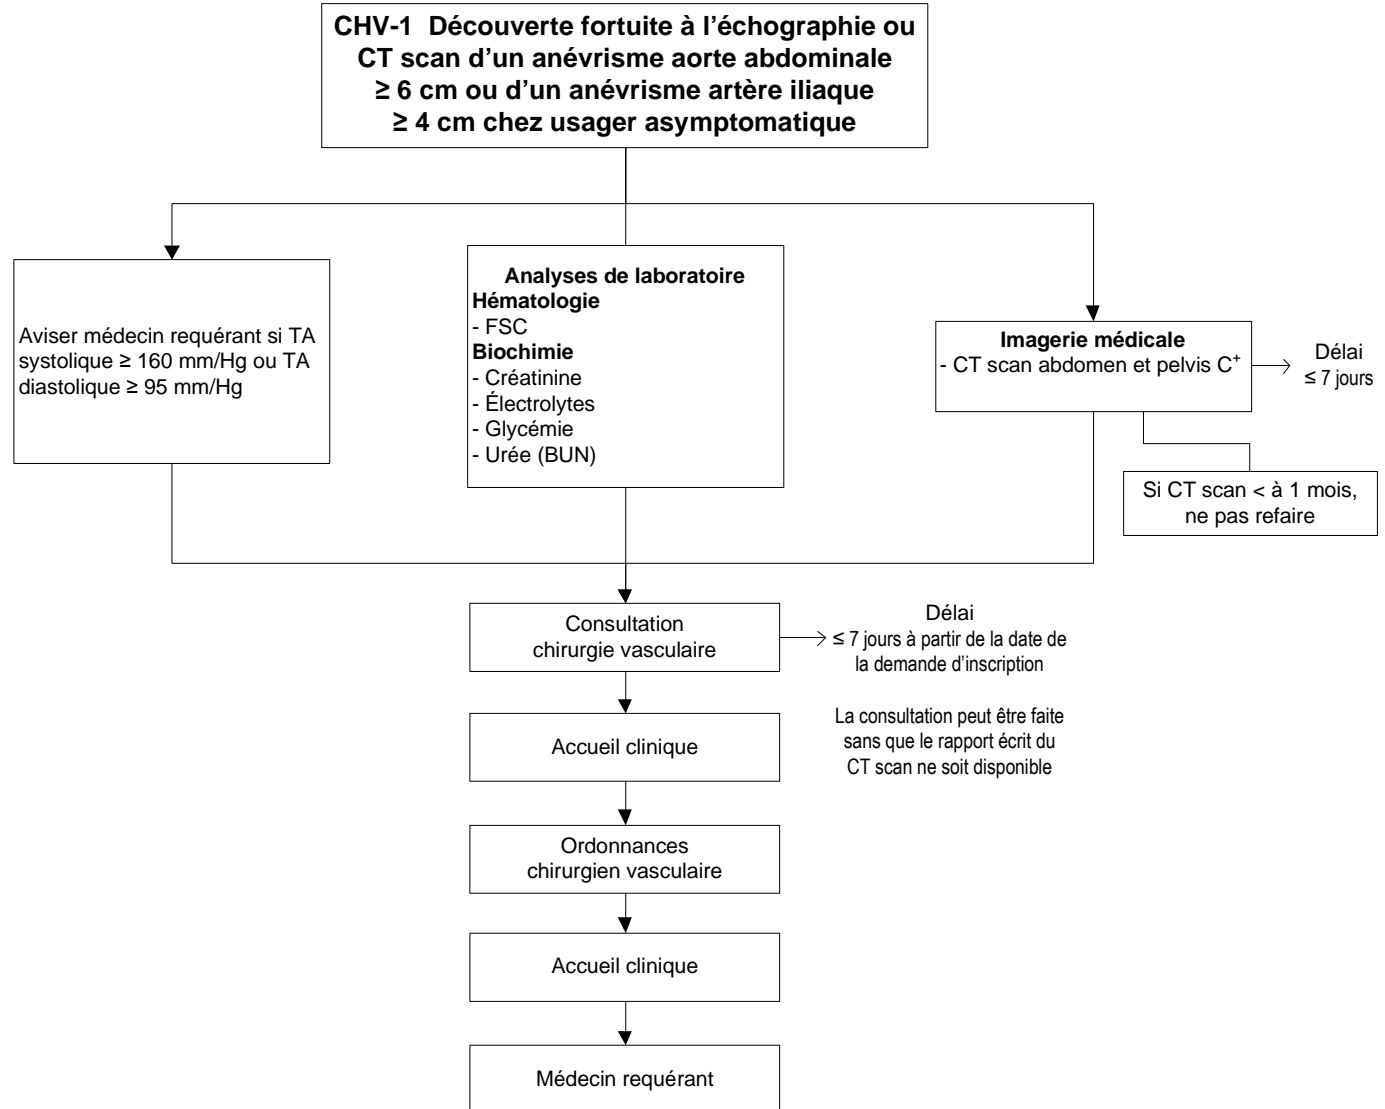 CHV-1 Découverte fortuite à l’échographie ou
CT scan d’un anévrisme aorte abdominale
≥ 6 cm ou d’un anévrisme artère iliaque
≥ 4 cm chez usager asymptomatique
Aviser médecin requérant si TA
systolique ≥ 160 mm/Hg ou TA
diastolique ≥ 95 mm/Hg
Analyses de laboratoire
Hématologie
- FSC
Biochimie
- Créatinine
- Électrolytes
- Glycémie
- Urée (BUN)
Imagerie médicale
- CT scan abdomen et pelvis C⁺
Délai
≤ 7 jours
Si CT scan < à 1 mois,
ne pas refaire
Consultation
chirurgie vasculaire
Délai
≤ 7 jours à partir de la date de
la demande d’inscription
La consultation peut être faite
sans que le rapport écrit du
CT scan ne soit disponible
Accueil clinique
Ordonnances
chirurgien vasculaire
Accueil clinique
Médecin requérant